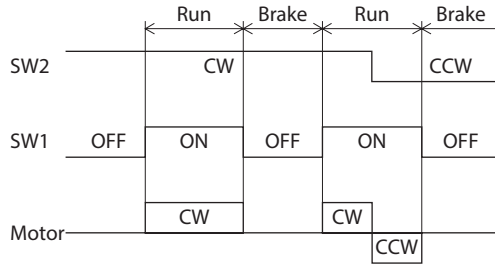 Run Brake Run Brake
SW2 CW CCW
SW1 OFF ON OFF ON OFF
CW CW
Motor
CCW